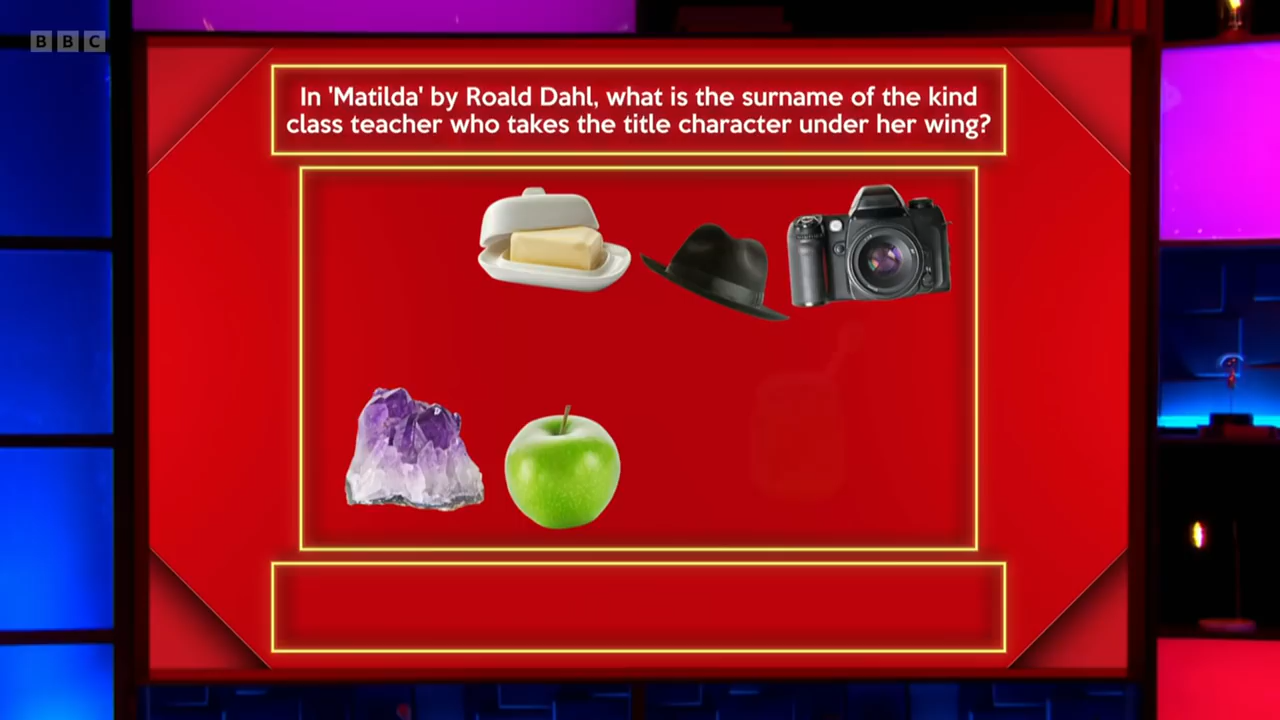 BBC
In 'Matilda' by Roald Dahl, what is the surname of the kind
class teacher who takes the title character under her wing?